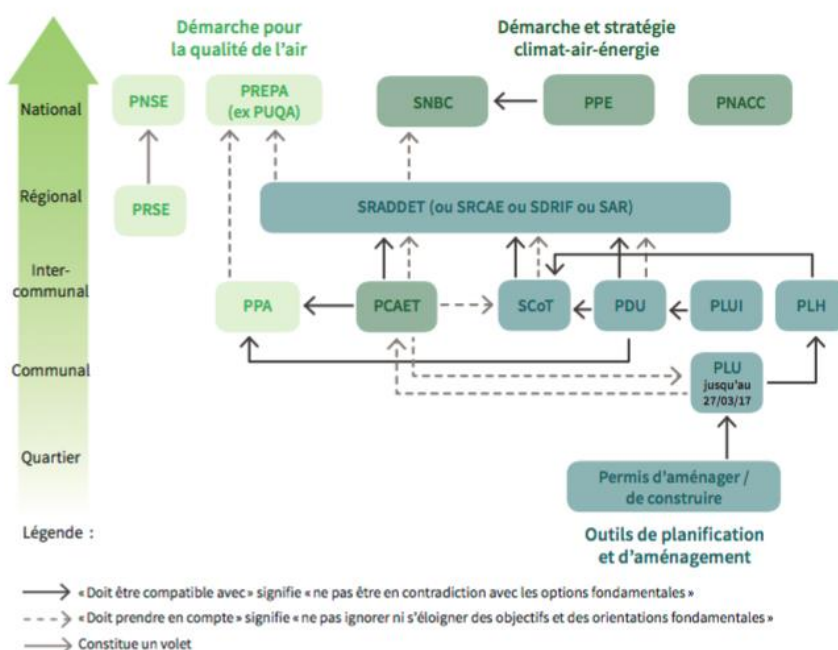 Démarche pour
la qualité de l'air
Démarche et stratégie
climat-air-énergie
National
PNSE
PREPA
(ex PUQA)
SNBC
PPE
PNACC
Régional
PRSE
SRADDET (ou SRCAE ou SDRIF ou SAR)
Inter-
communal
PPA
PCAET
SCoT
PDU
PLUI
PLH
Communal
PLU
jusqu'au
27/03/17
Quartier
Permis d'aménager /
de construire
Légende :
Outils de planification
et d'aménagement
« Doit être compatible avec » signifie « ne pas être en contradiction avec les options fondamentales »
« Doit prendre en compte » signifie « ne pas ignorer ni s'éloigner des objectifs et des orientations fondamentales »
Constitue un volet